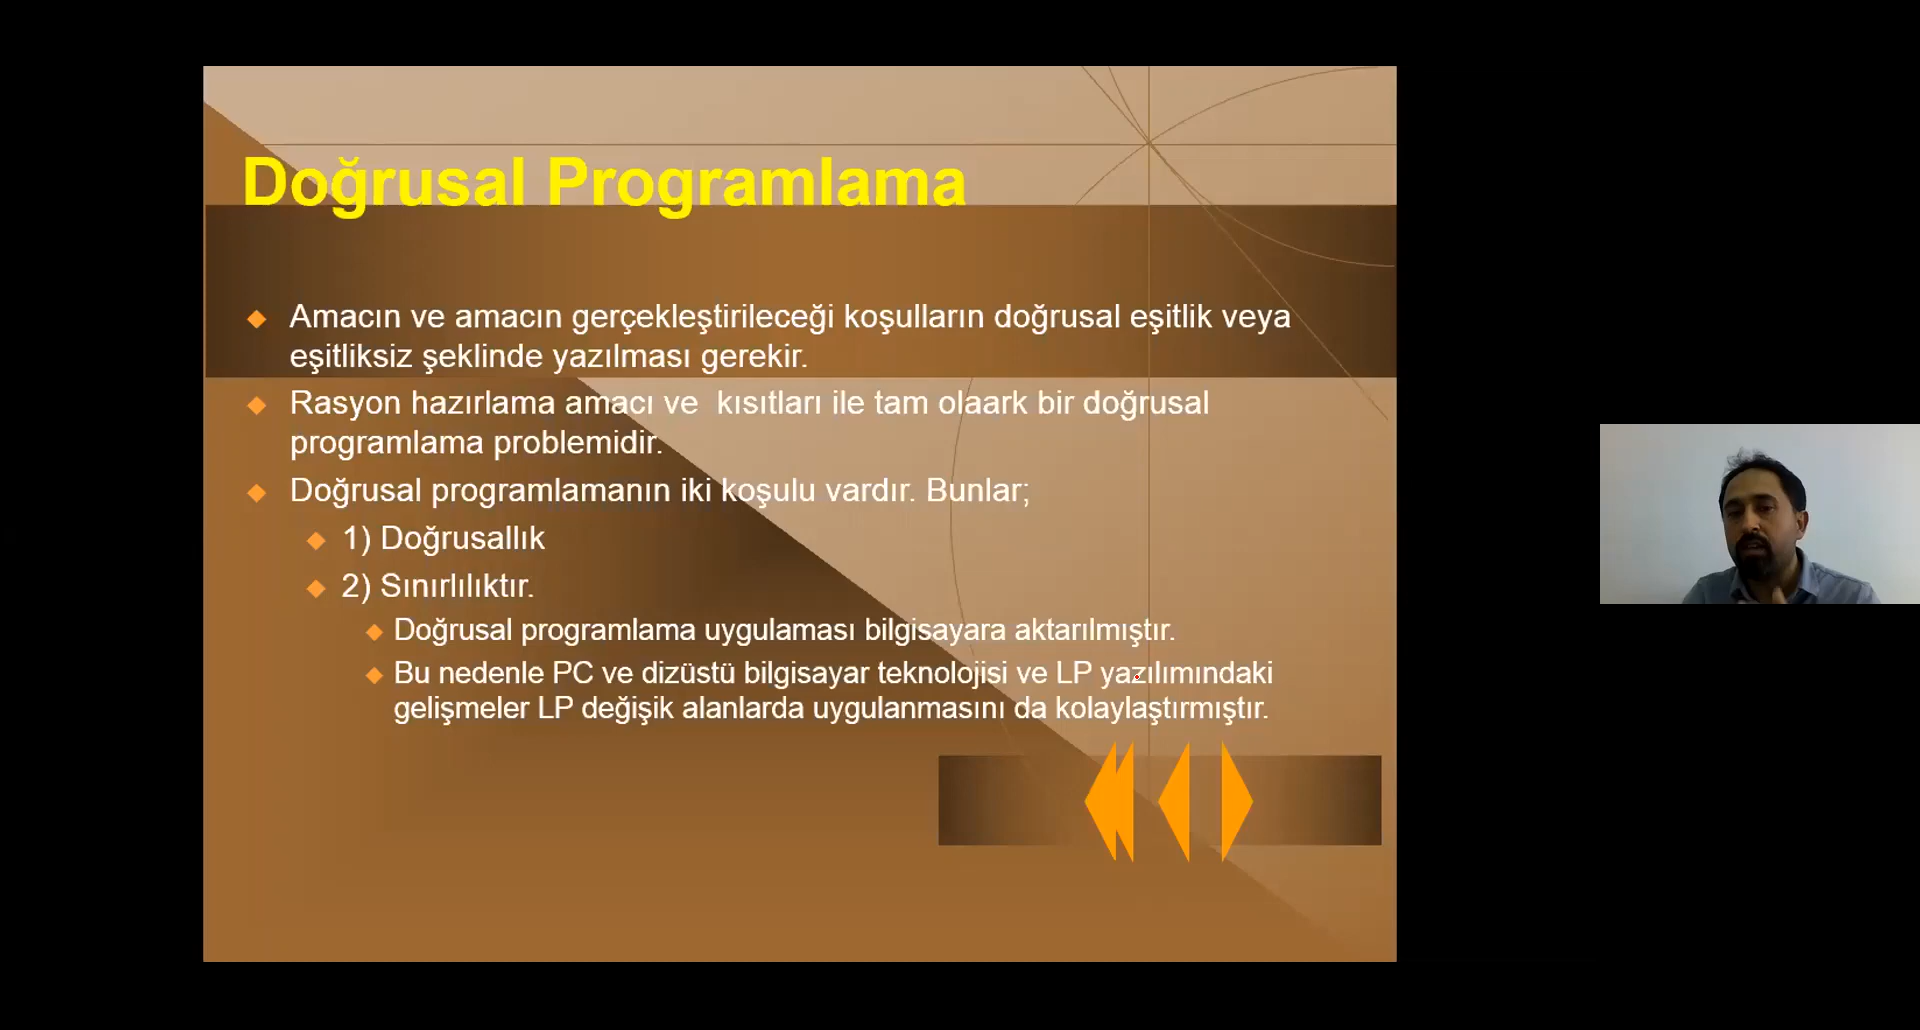 Doğrusal Programlama
Amacın ve amacın gerçekleştirileceği koşulların doğrusal eşitlik veya
eşitliksiz şeklinde yazılması gerekir.
Rasyon hazırlama amacı ve kısıtları ile tam olaark bir doğrusal
programlama problemidir.
Doğrusal programlamanın iki koşulu vardır. Bunlar;
1) Doğrusallık
2) Sınırlılıktır.
Doğrusal programlama uygulaması bilgisayara aktarılmıştır.
Bu nedenle PC ve dizüstü bilgisayar teknolojisi ve LP yazılımındaki
gelişmeler LP değişik alanlarda uygulanmasını da kolaylaştırmıştır.